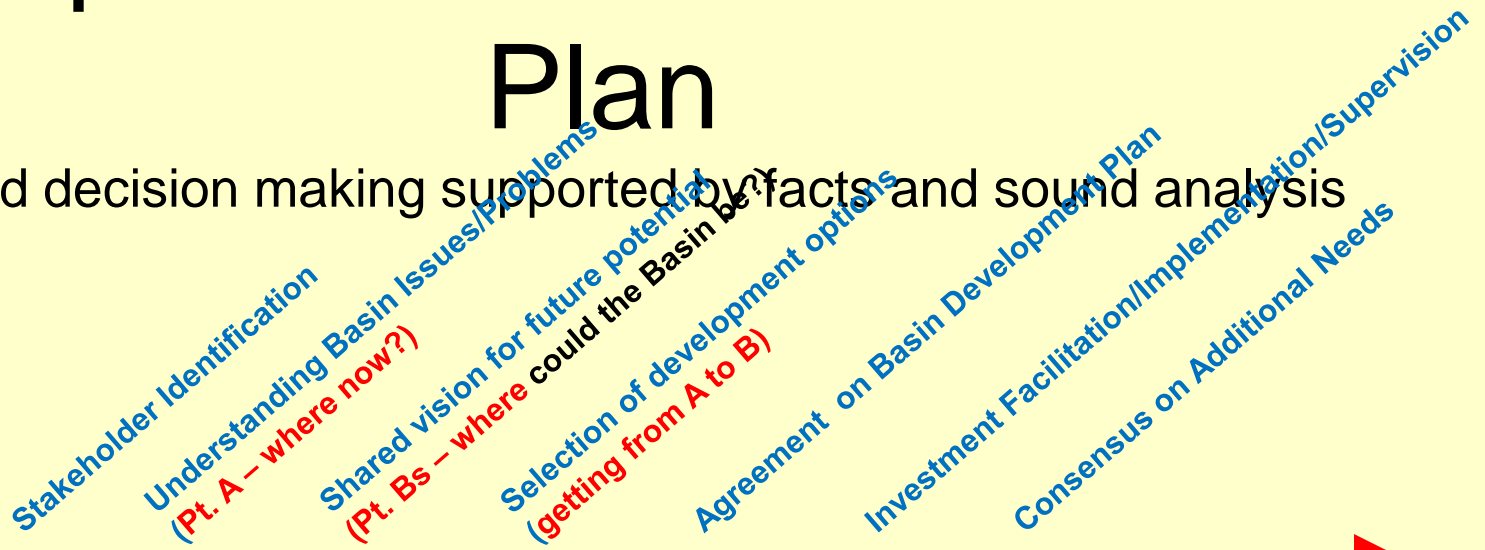 Plan
d decision making supported by facts and sound analysis
Stakeholder Identification
Understanding Basin Issues/Problems
(Pt. A – where now?)
Shared vision for future potential
(Pt. Bs – where could the Basin be?)
Selection of development options
(getting from A to B)
Agreement on Basin Development Plan
Investment Facilitation/Implementation/Supervision
Consensus on Additional Needs